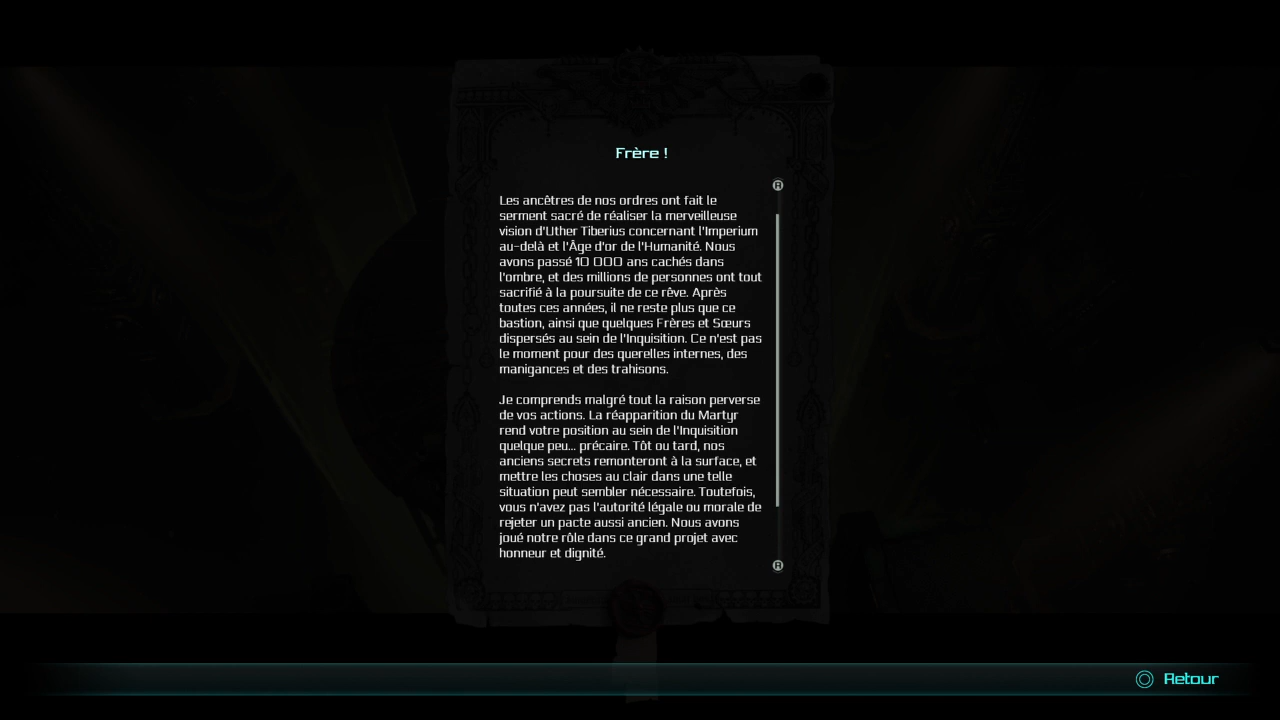 Frère !
Les ancêtres de nos ordres ont fait le
serment sacré de réaliser la merveilleuse
vision d'Uther Tiberius concernant l'Imperium
au-delà et l'Âge d'or de l'Humanité. Nous
avons passé 10 000 ans cachés dans
l'ombre, et des millions de personnes ont tout
sacrifié à la poursuite de ce rêve. Après
toutes ces années, il ne reste plus que ce
bastion, ainsi que quelques Frères et Sœurs
dispersés au sein de l'Inquisition. Ce n'est pas
le moment pour des querelles internes, des
manigances et des trahisons.
Je comprends malgré tout la raison perverse
de vos actions. La réapparition du Martyr
rend votre position au sein de l'Inquisition
quelque peu... précaire. Tôt ou tard, nos
anciens secrets remonteront à la surface, et
mettre les choses au clair dans une telle
situation peut sembler nécessaire. Toutefois,
vous n'avez pas l'autorité légale ou morale de
rejeter un pacte aussi ancien. Nous avons
joué notre rôle dans ce grand projet avec
honneur et dignité.
Retour